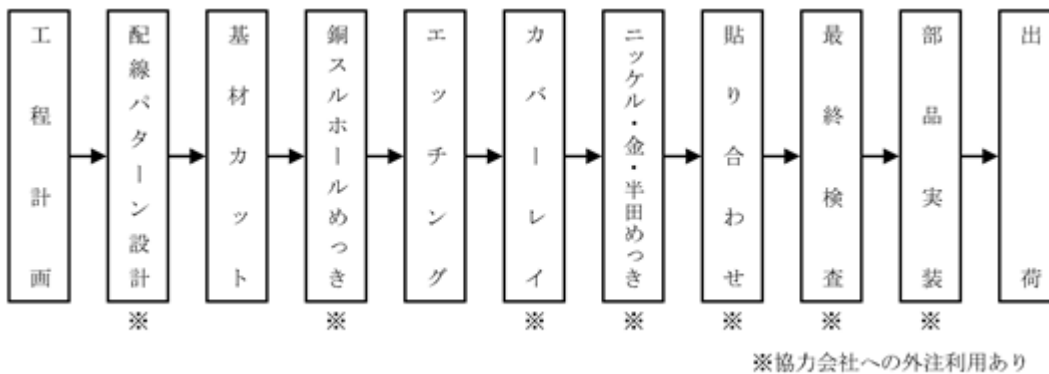 工程計画
配線パターン設計
基材カット
銅スルホールめっき
エッチング
カバーレイ
ニッケル・金・半田めっき
貼り合わせ
最終検査
部品実装
出荷
※
※
※
※
※
※
※
※協力会社への外注利用あり